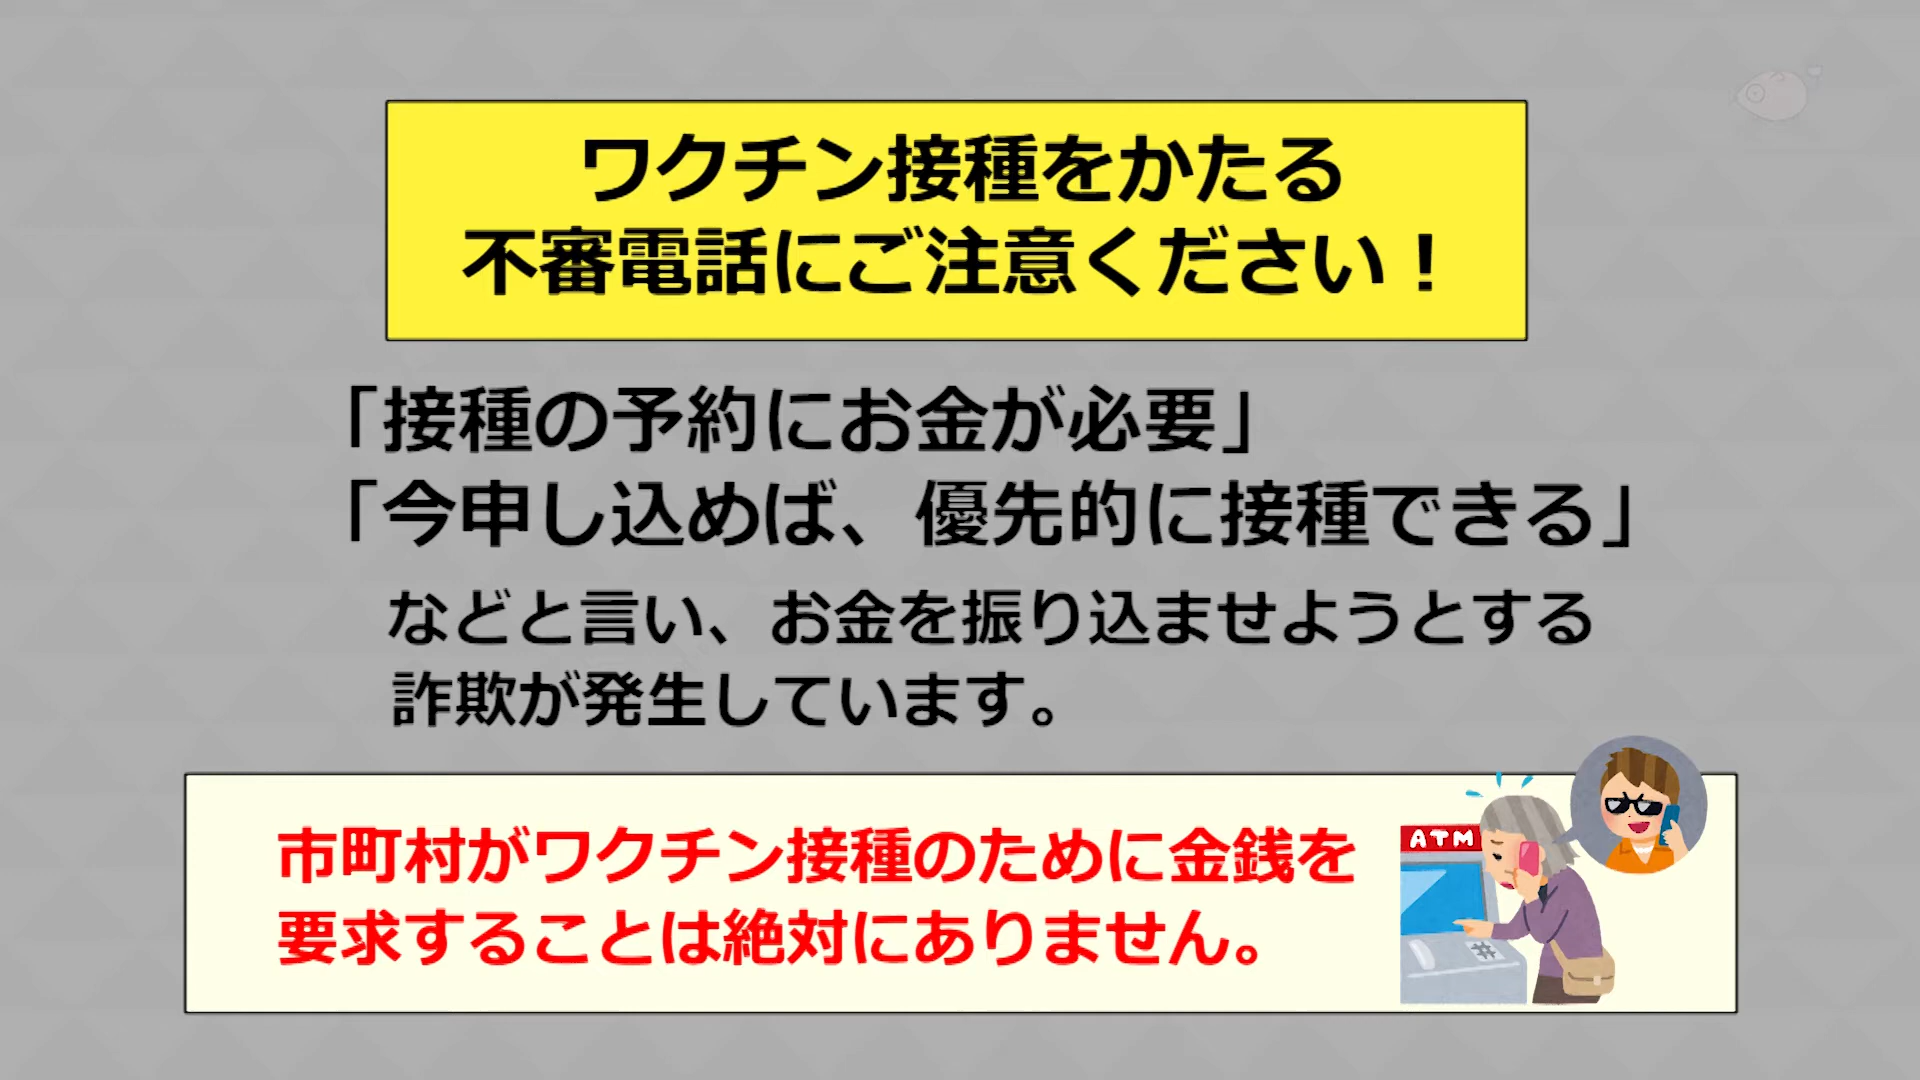 ワクチン接種をかたる
不審電話にご注意ください！
「接種の予約にお金が必要」
「今申し込めば、優先的に接種できる」
などと言い、お金を振り込ませようとする
詐欺が発生しています。
市町村がワクチン接種のために金銭を
要求することは絶対にありません。
ATM